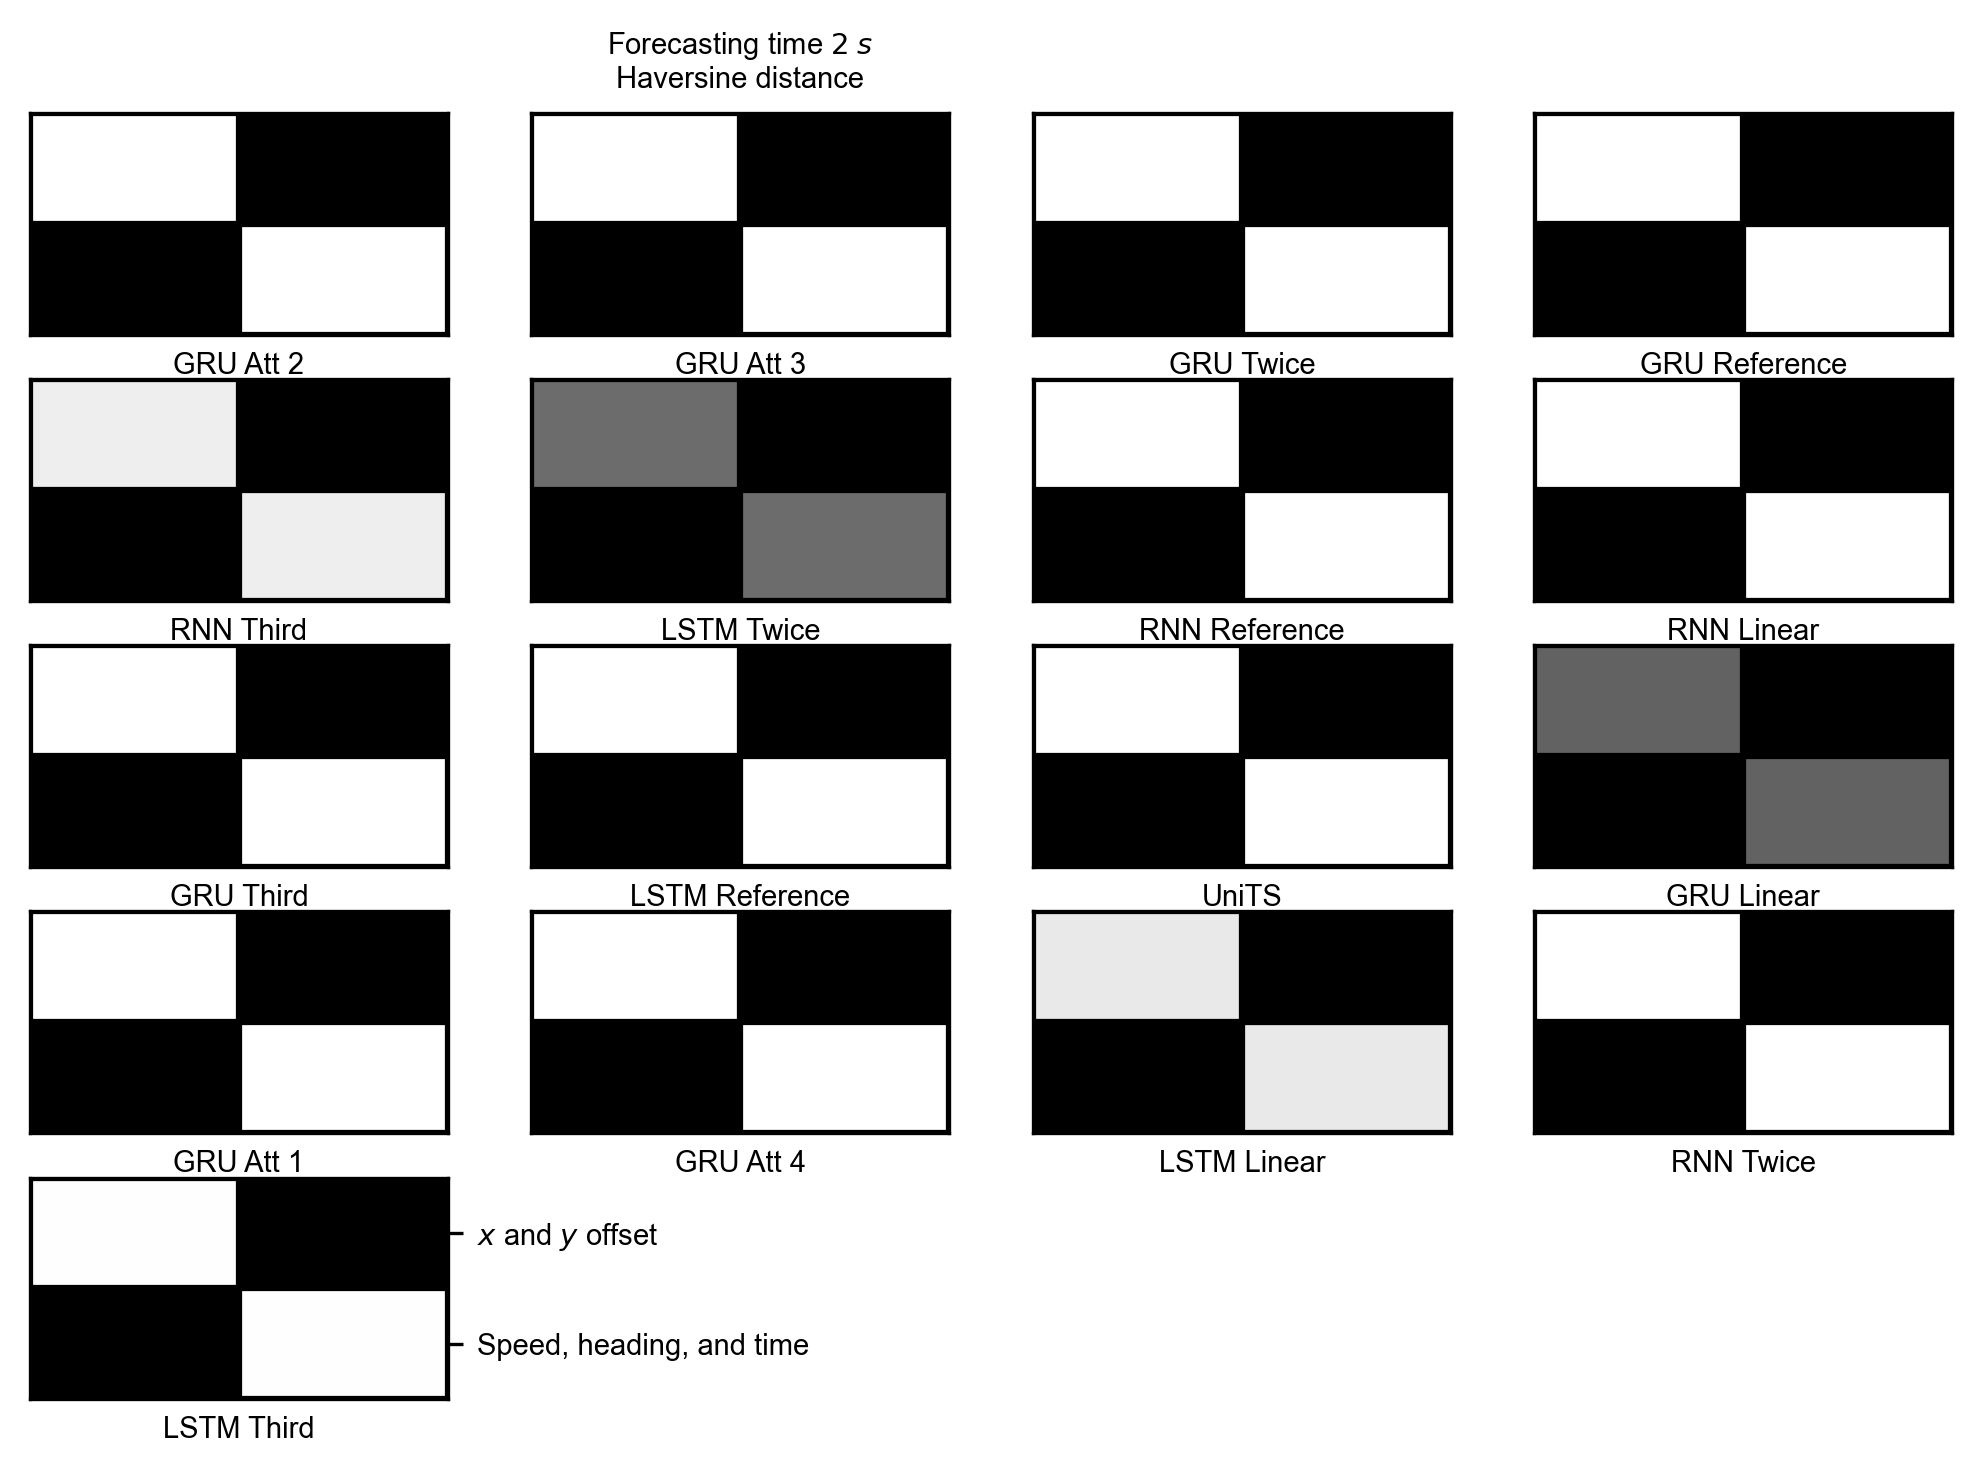 Forecasting time 2 s
Haversine distance
GRU Att 2
GRU Att 3
GRU Twice
GRU Reference
RNN Third
LSTM Twice
RNN Reference
RNN Linear
GRU Third
LSTM Reference
UniTS
GRU Linear
GRU Att 1
GRU Att 4
LSTM Linear
RNN Twice
x and y offset
Speed, heading, and time
LSTM Third